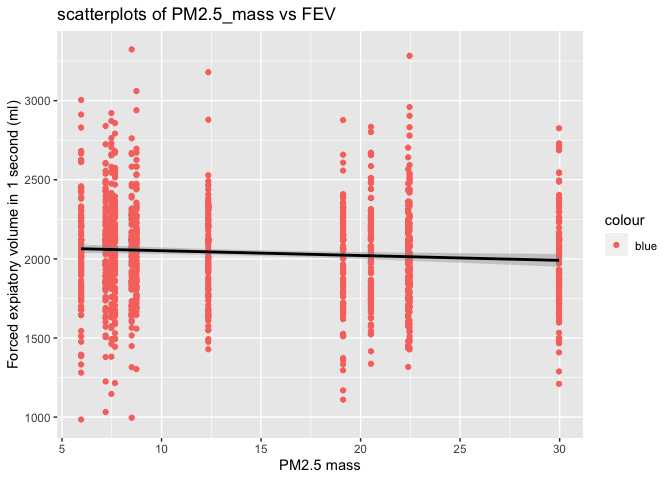 scatterplots of PM2.5_mass vs FEV
Forced expiatory volume in 1 second (ml)
3000
2500
2000
1500
1000
5
10
15
20
25
30
PM2.5 mass
colour
blue